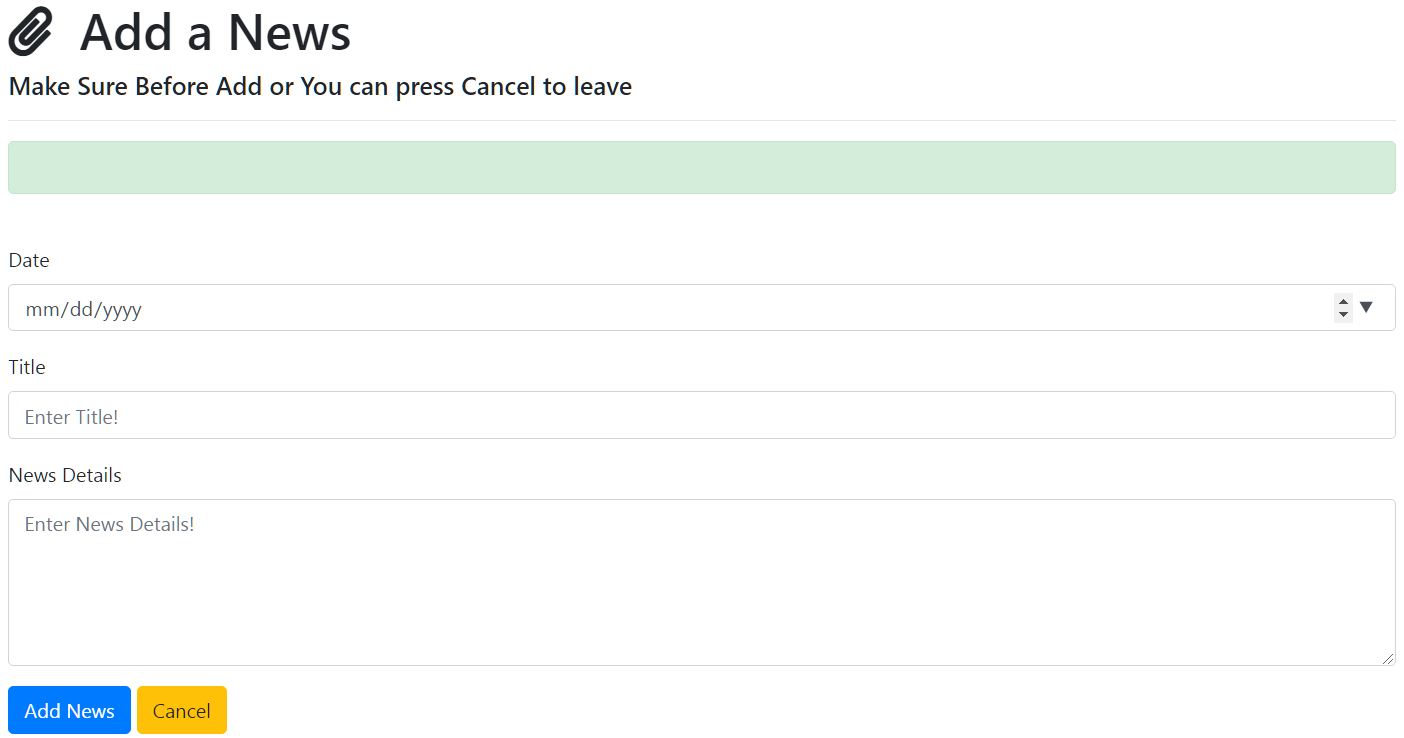 Add a News
Make Sure Before Add or You can press Cancel to leave
Date
mm/dd/yyyy
Title
Enter Title!
News Details
Enter News Details!
Add News Cancel